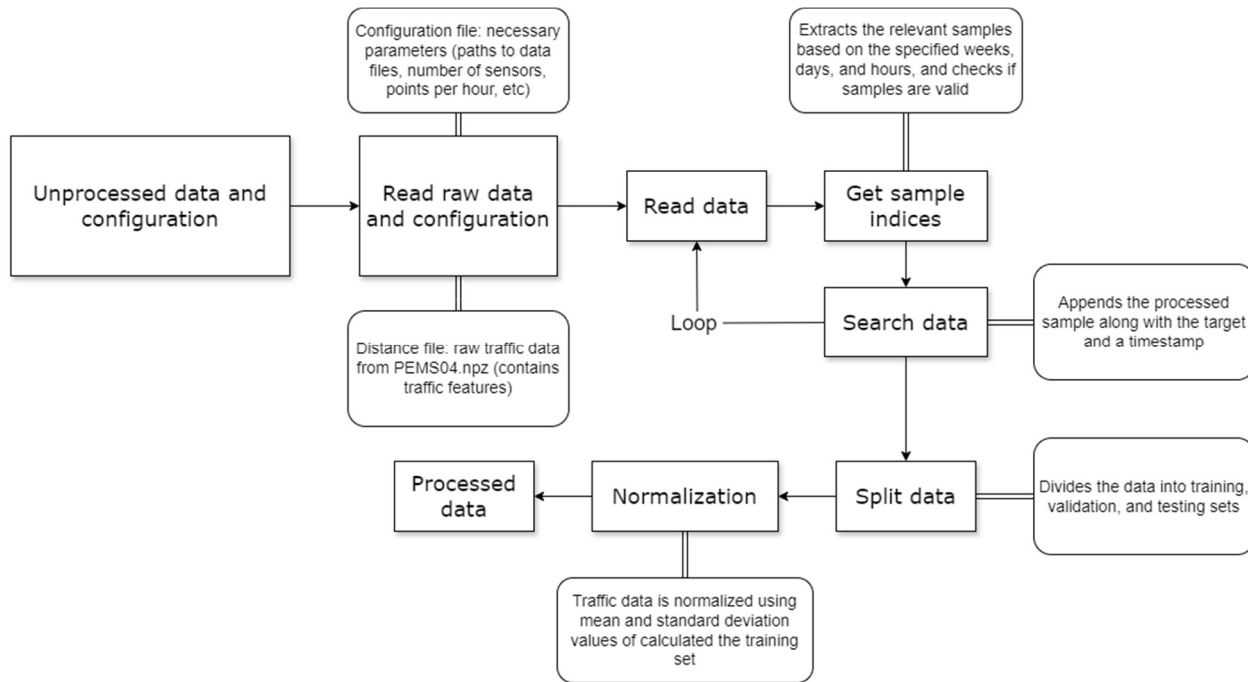 Configuration file: necessary
parameters (paths to data
files, number of sensors,
points per hour, etc)
Extracts the relevant samples
based on the specified weeks,
days, and hours, and checks if
samples are valid
Unprocessed data and
configuration
Read raw data
and configuration
Read data
Get sample
indices
Distance file: raw traffic data
from PEMS04.npz (contains
traffic features)
Loop
Search data
Appends the processed
sample along with the target
and a timestamp
Processed
data
Normalization
Split data
Divides the data into training,
validation, and testing sets
Traffic data is normalized using
mean and standard deviation
values of calculated the training
set